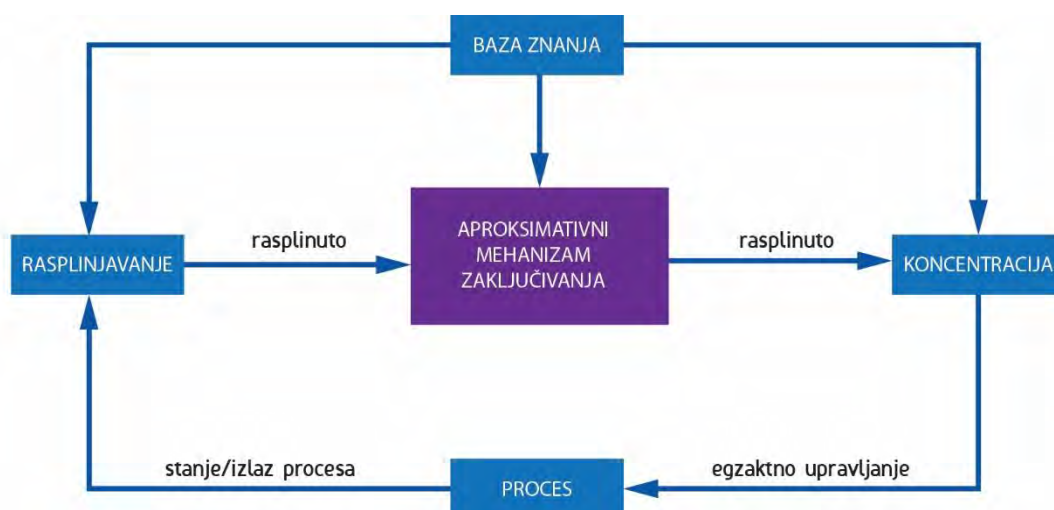 BAZA ZNANJA
rasplinuto
APROKSIMATIVNI
MEHANIZAM
ZAKLJUČIVANJA
rasplinuto
RASPLINJAVANJE
KONCENTRACIJA
stanje/izlaz procesa
PROCES
egzaktno upravljanje